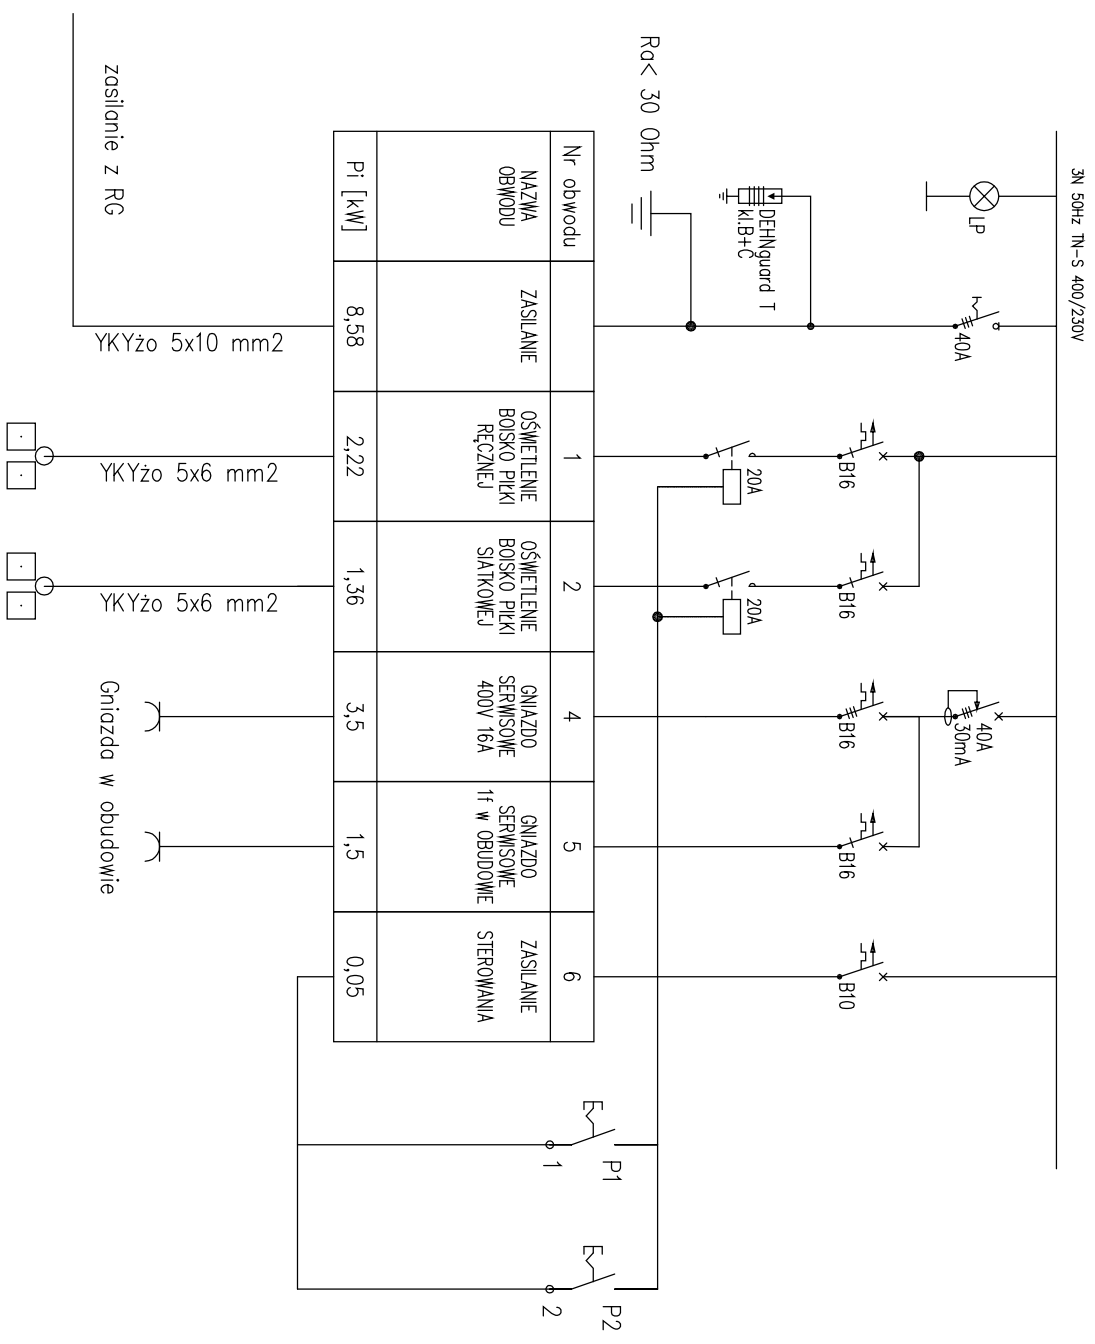 3N 50Hz TN-S 400/230V
LP
40A
DEHNguard T
kl.B+C
Ra< 30 Ohm
B16
20A
B16
20A
40A
30mA
B16
B16
B10
Nr obwodu
1
2
4
5
6
NAZWA
OBWODU
ZASILANIE
OŚWIETLENIE
BOISKO PIŁKI
RĘCZNEJ
OŚWIETLENIE
BOISKO PIŁKI
SIATKOWEJ
GNIAZDO
SERWISOWE
400V 16A
GNIAZDO
SERWISOWE
1f w OBUDOWIE
ZASILANIE
STEROWANIA
Pi [kW]
8,58
2,22
1,36
3,5
1,5
0,05
P1
1
P2
2
zasilanie z RG
YKYżo 5x10 mm2
YKYżo 5x6 mm2
YKYżo 5x6 mm2
Gniazda w obudowie